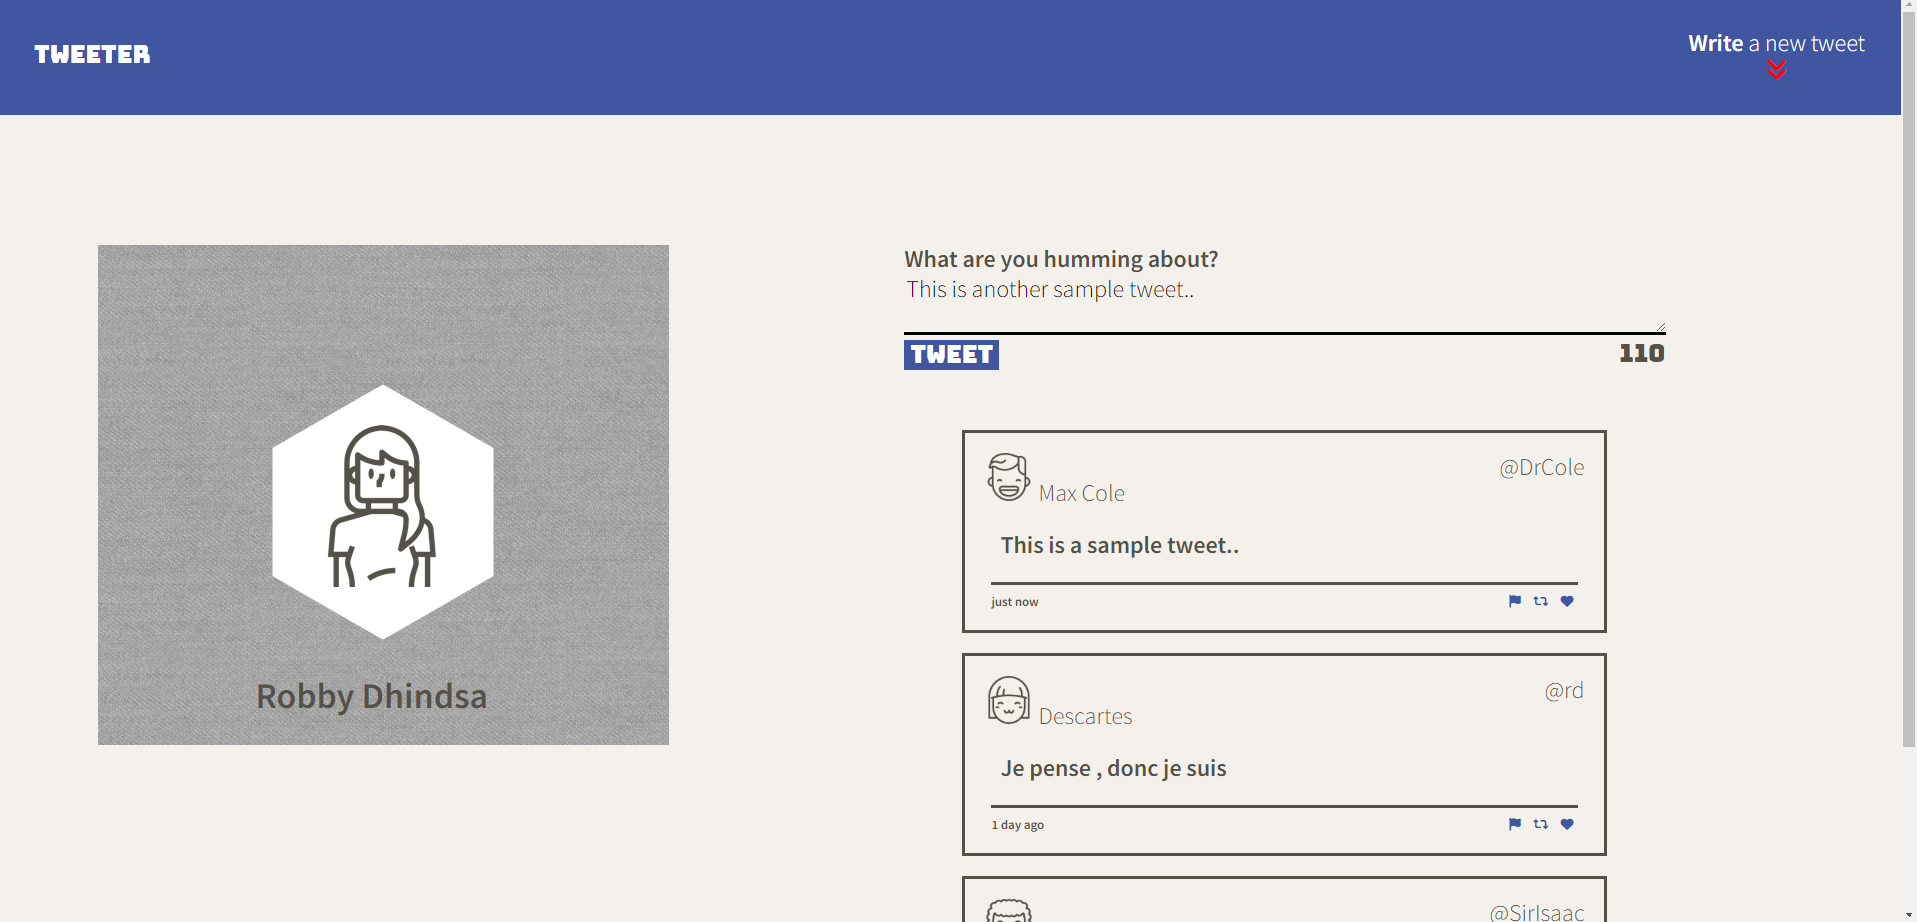 TWEETER
Write a new tweet
Robby Dhindsa
What are you humming about?
This is another sample tweet..
TWEET
110
Max Cole
@DrCole
This is a sample tweet..
just now
Descartes
@rd
Je pense , donc je suis
1 day ago
@SirIsaac